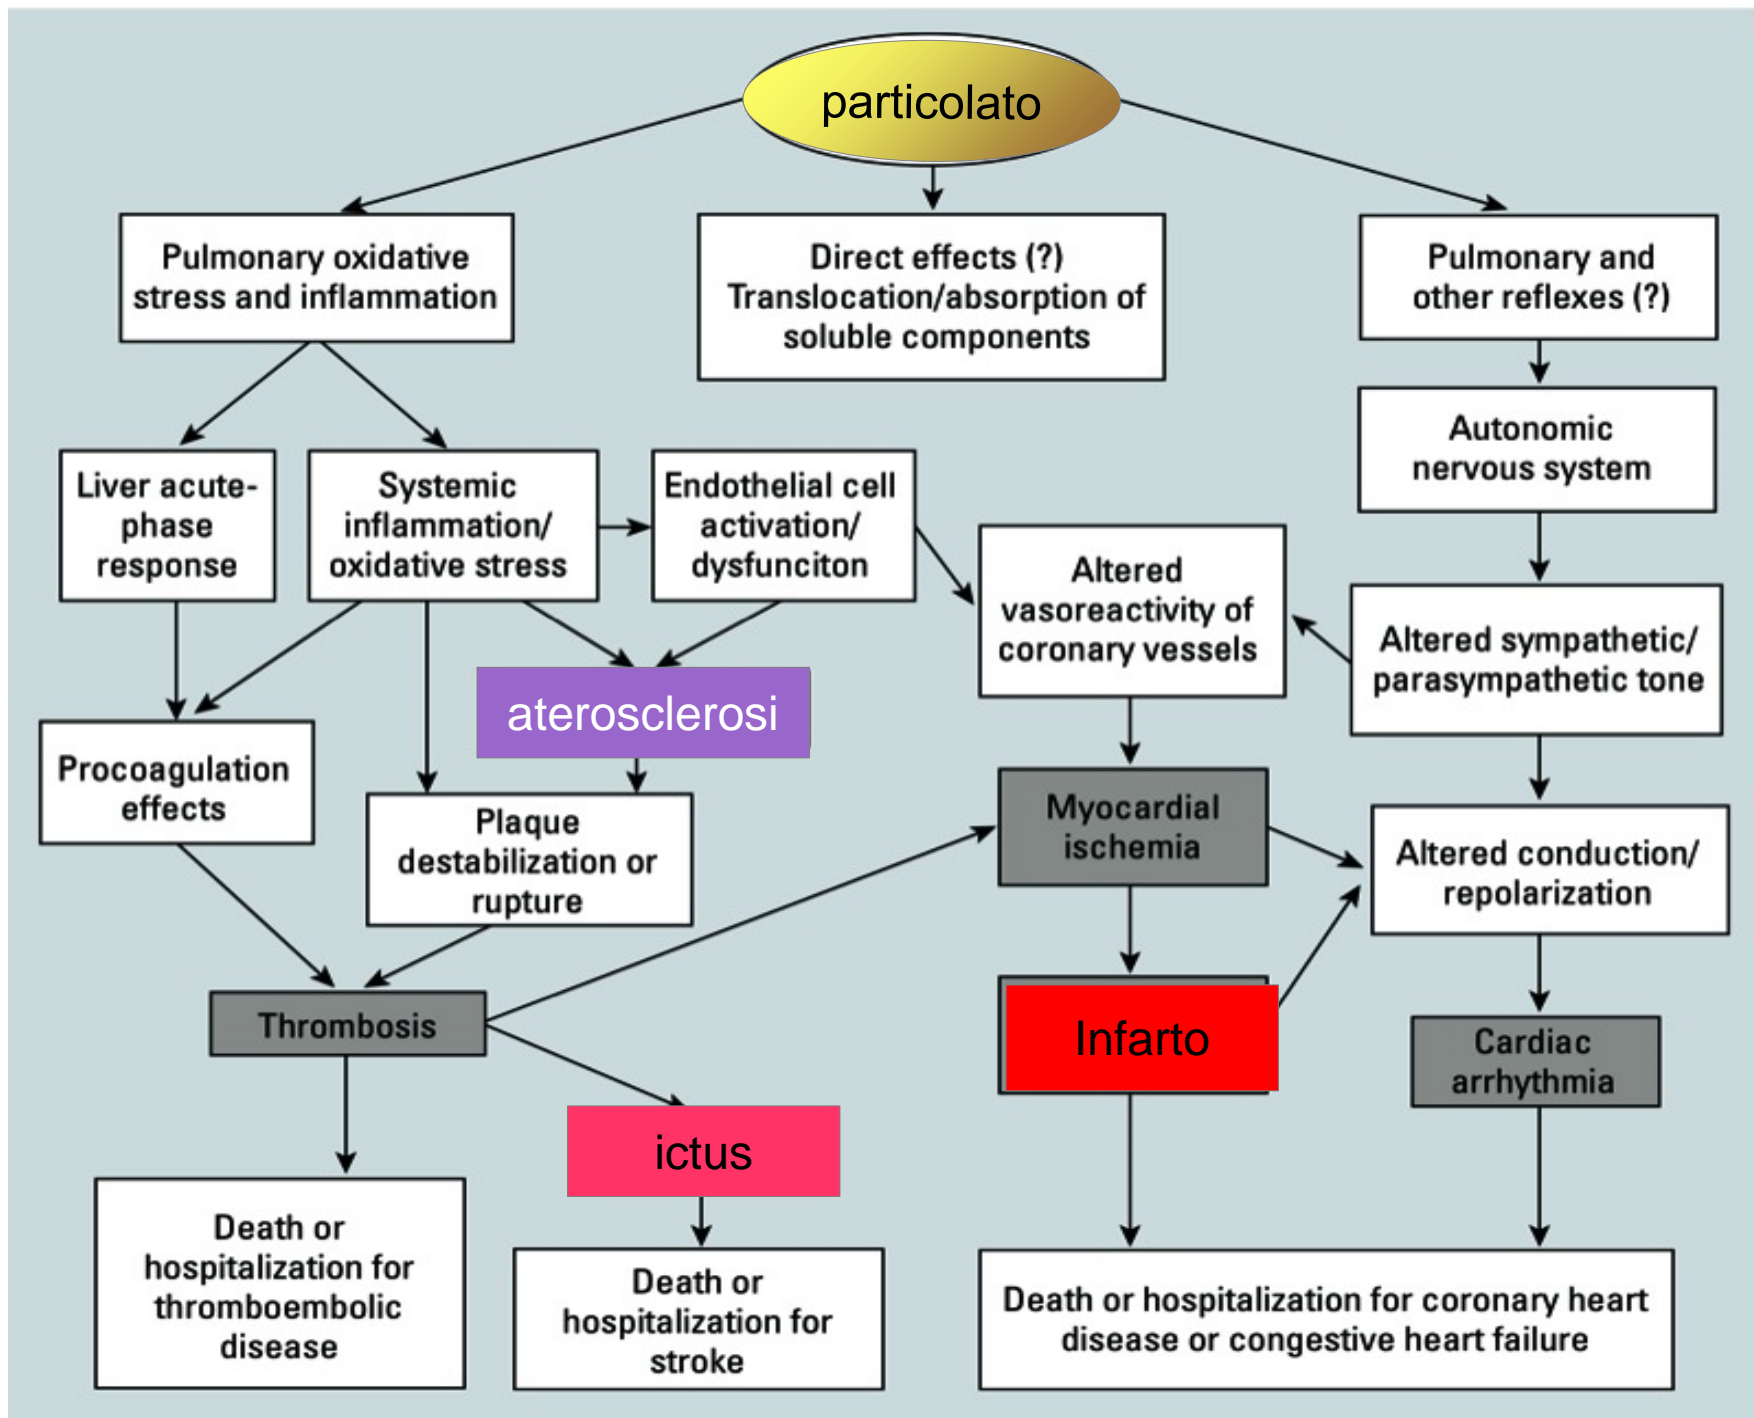 particolato
Pulmonary oxidative
stress and inflammation
Direct effects (?)
Translocation/absorption of
soluble components
Pulmonary and
other reflexes (?)
Autonomic
nervous system
Liver acute-
phase
response
Systemic
inflammation/
oxidative stress
Endothelial cell
activation/
dysfunciton
Altered
vasoreactivity of
coronary vessels
Altered sympathetic/
parasympathetic tone
aterosclerosi
Procoagulation
effects
Plaque
destabilization or
rupture
Myocardial
ischemia
Altered conduction/
repolarization
Thrombosis
Infarto
Cardiac
arrhythmia
ictus
Death or
hospitalization for
thromboembolic
disease
Death or
hospitalization for
stroke
Death or hospitalization for coronary heart
disease or congestive heart failure